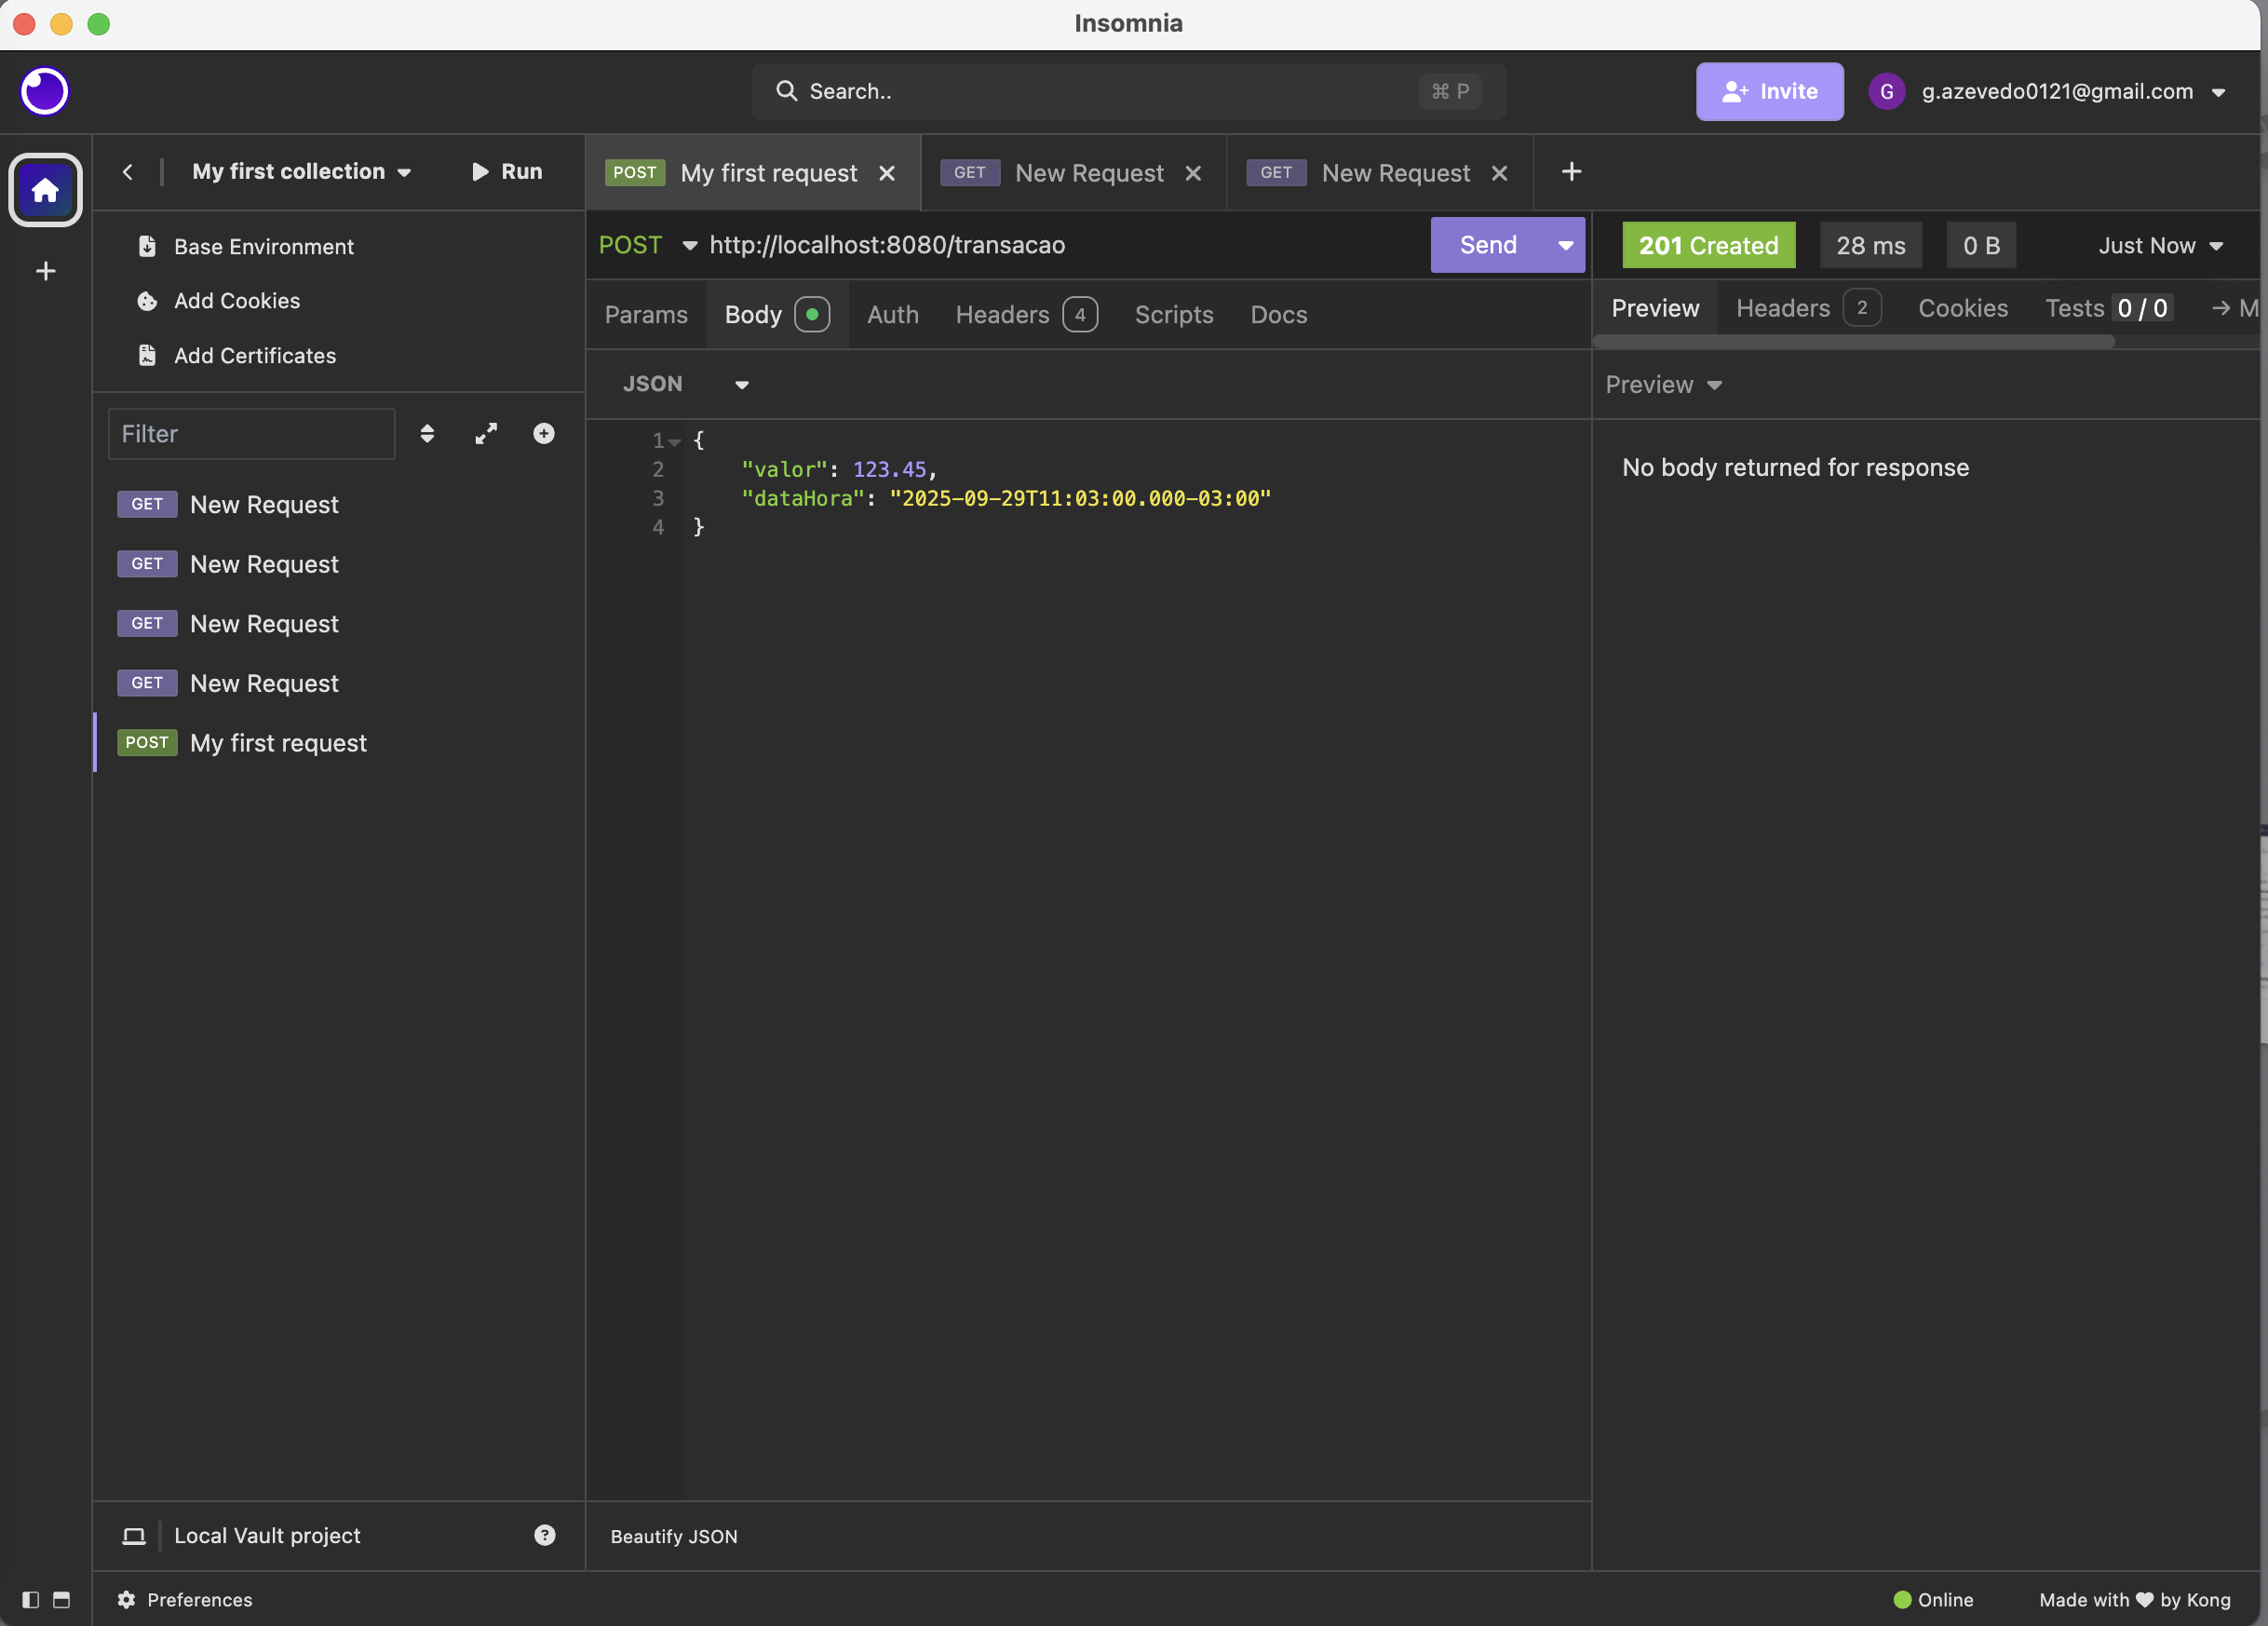 Insomnia
Search..
⌘ P
Invite
G
g.azevedo0121@gmail.com
My first collection
Run
POST My first request
GET New Request
GET New Request
Base Environment
Add Cookies
Add Certificates
Filter
GET New Request
GET New Request
GET New Request
GET New Request
POST My first request
Local Vault project
?
POST http://localhost:8080/transacao
Send
Params Body Auth Headers 4 Scripts Docs
JSON
1 {
2 "valor": 123.45,
3 "dataHora": "2025-09-29T11:03:00.000-03:00"
4 }
Beautify JSON
201 Created 28 ms 0 B Just Now
Preview Headers 2 Cookies Tests 0 / 0 → M
Preview
No body returned for response
Preferences
Online
Made with ♥ by Kong